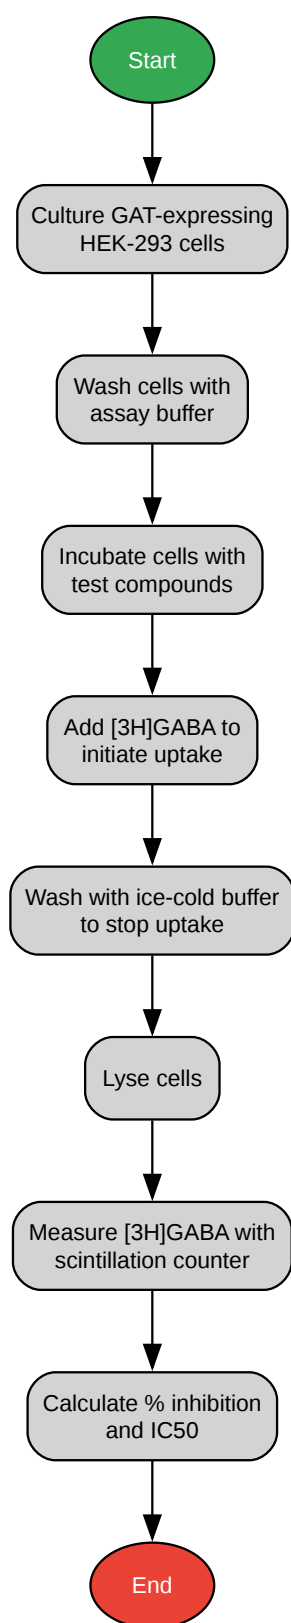 Start
Culture GAT-expressing
HEK-293 cells
Wash cells with
assay buffer
Incubate cells with
test compounds
Add [3H]GABA to
initiate uptake
Wash with ice-cold buffer
to stop uptake
Lyse cells
Measure [3H]GABA with
scintillation counter
Calculate % inhibition
and IC50
End